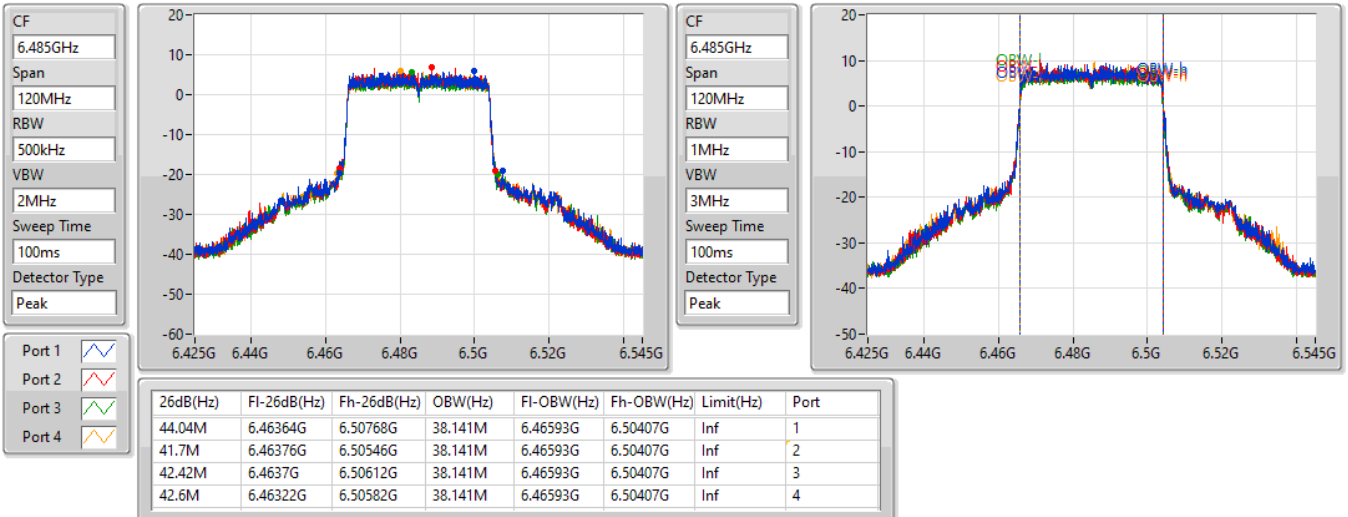 CF
6.485GHz
Span
120MHz
RBW
500kHz
VBW
2MHz
Sweep Time
100ms
Detector Type
Peak
20
10
0
-10
-20
-30
-40
-50
-60
6.425G 6.44G 6.46G 6.48G 6.5G 6.52G 6.545G
CF
6.485GHz
Span
120MHz
RBW
1MHz
VBW
3MHz
Sweep Time
100ms
Detector Type
Peak
20
10
0
-10
-20
-30
-40
-50
6.425G 6.44G 6.46G 6.48G 6.5G 6.52G 6.545G
Port 1
Port 2
Port 3
Port 4
26dB(Hz) Fl-26dB(Hz) Fh-26dB(Hz) OBW(Hz) Fl-OBW(Hz) Fh-OBW(Hz) Limit(Hz) Port
44.04M 6.46364G 6.50768G 38.141M 6.46593G 6.50407G Inf 1
41.7M 6.46376G 6.50546G 38.141M 6.46593G 6.50407G Inf 2
42.42M 6.4637G 6.50612G 38.141M 6.46593G 6.50407G Inf 3
42.6M 6.46322G 6.50582G 38.141M 6.46593G 6.50407G Inf 4